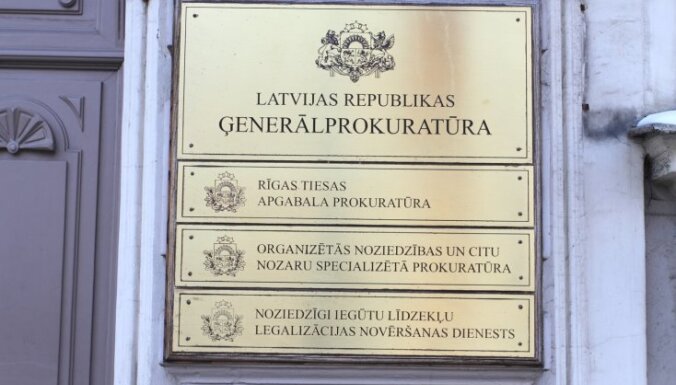 LATVIJAS REPUBLIKAS
ĢENERĀLPROKURATŪRA
RĪGAS TIESAS
APGABALA PROKURATŪRA
ORGANIZĒTĀS NOZIEDZĪBAS UN CITU
NOZARU SPECIALIZĒTĀ PROKURATŪRA
NOZIEDZĪGI IEGŪTU LĪDZEKĻU
LEGALIZĀCIJAS NOVĒRŠANAS DIENESTS